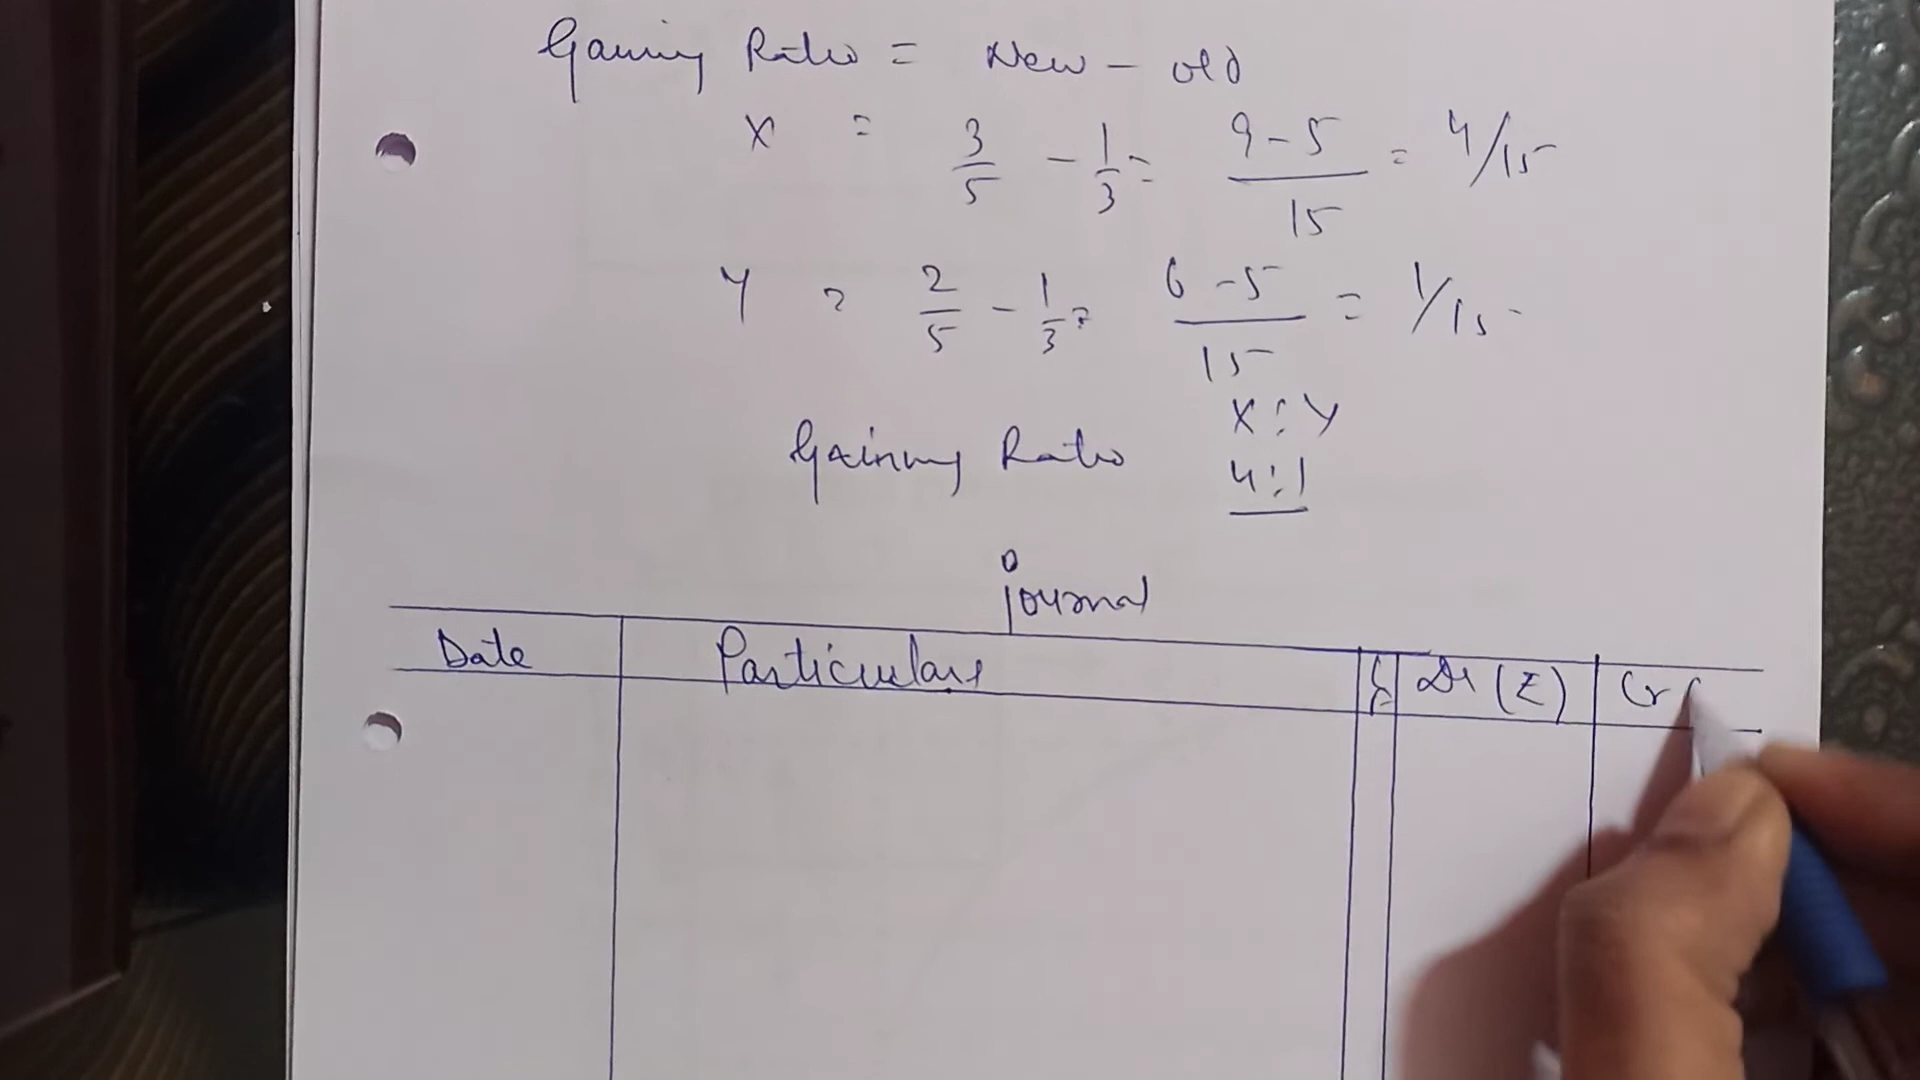 Gaining Ratio = New - old
X = 3/5 - 1/3 = 9-5/15 = 4/15
Y = 2/5 - 1/3 = 6-5/15 = 1/15
X : Y
Gaining Ratio 4:1
Journal
Date Particulars Dr (₹) Cr (